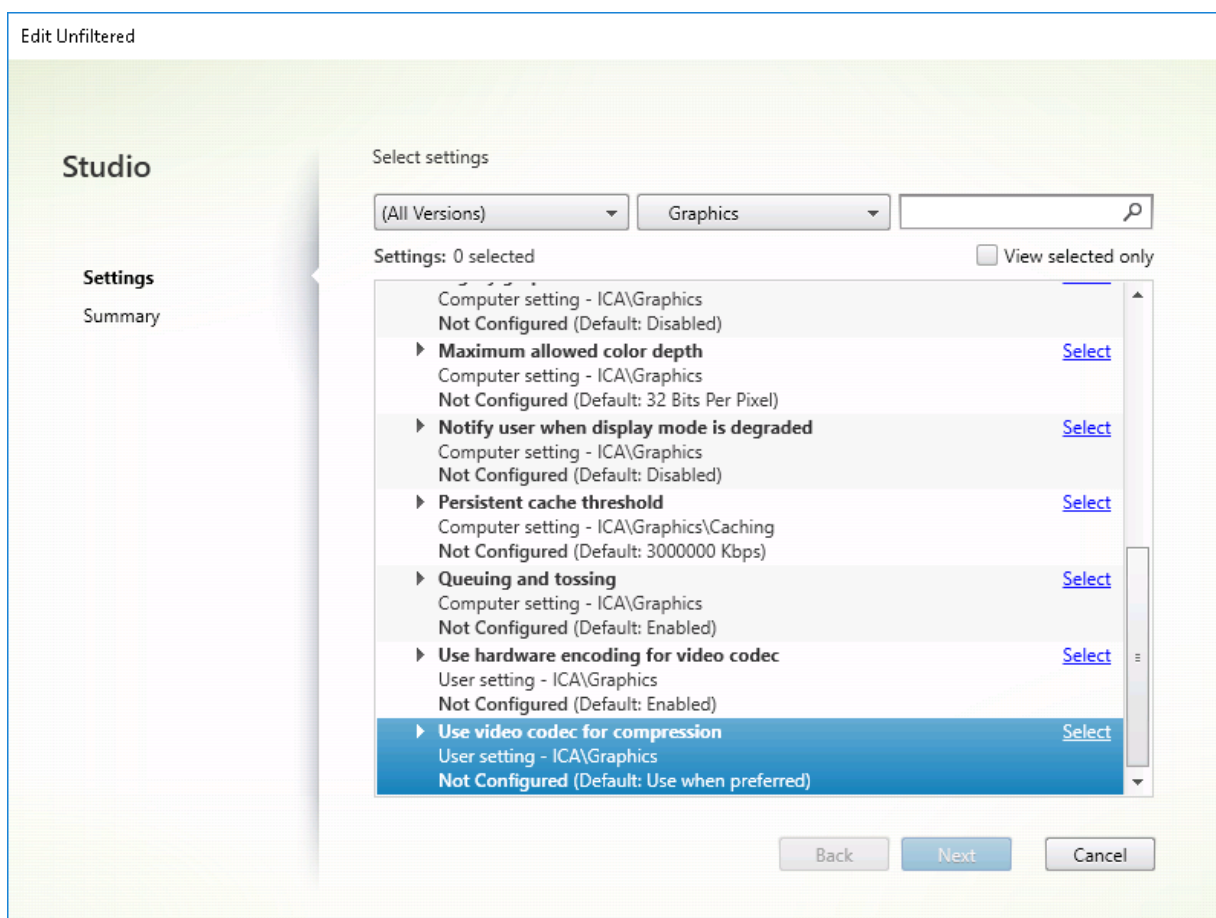 Edit Unfiltered
Studio
Settings
Summary
Select settings
(All Versions)
Graphics
Settings: 0 selected
View selected only
Computer setting - ICA\Graphics
Not Configured (Default: Disabled)
Maximum allowed color depth Select
Computer setting - ICA\Graphics
Not Configured (Default: 32 Bits Per Pixel)
Notify user when display mode is degraded Select
Computer setting - ICA\Graphics
Not Configured (Default: Disabled)
Persistent cache threshold Select
Computer setting - ICA\Graphics\Caching
Not Configured (Default: 3000000 Kbps)
Queuing and tossing Select
Computer setting - ICA\Graphics
Not Configured (Default: Enabled)
Use hardware encoding for video codec Select
User setting - ICA\Graphics
Not Configured (Default: Enabled)
Use video codec for compression Select
User setting - ICA\Graphics
Not Configured (Default: Use when preferred)
Back
Next
Cancel